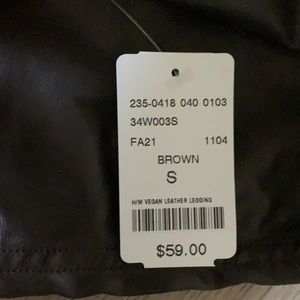 235-0418 040 0103
34W003S
FA21 1104
BROWN
S
H/W VEGAN LEATHER LEGGING
$59.00